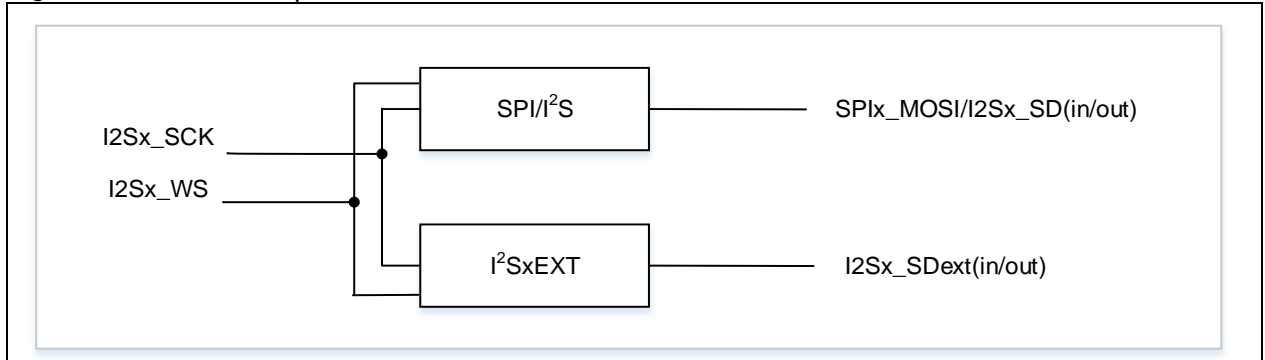 SPI/I²S
SPIx_MOSI/I2Sx_SD(in/out)
I2Sx_SCK
I2Sx_WS
I²SxEXT
I2Sx_SDext(in/out)